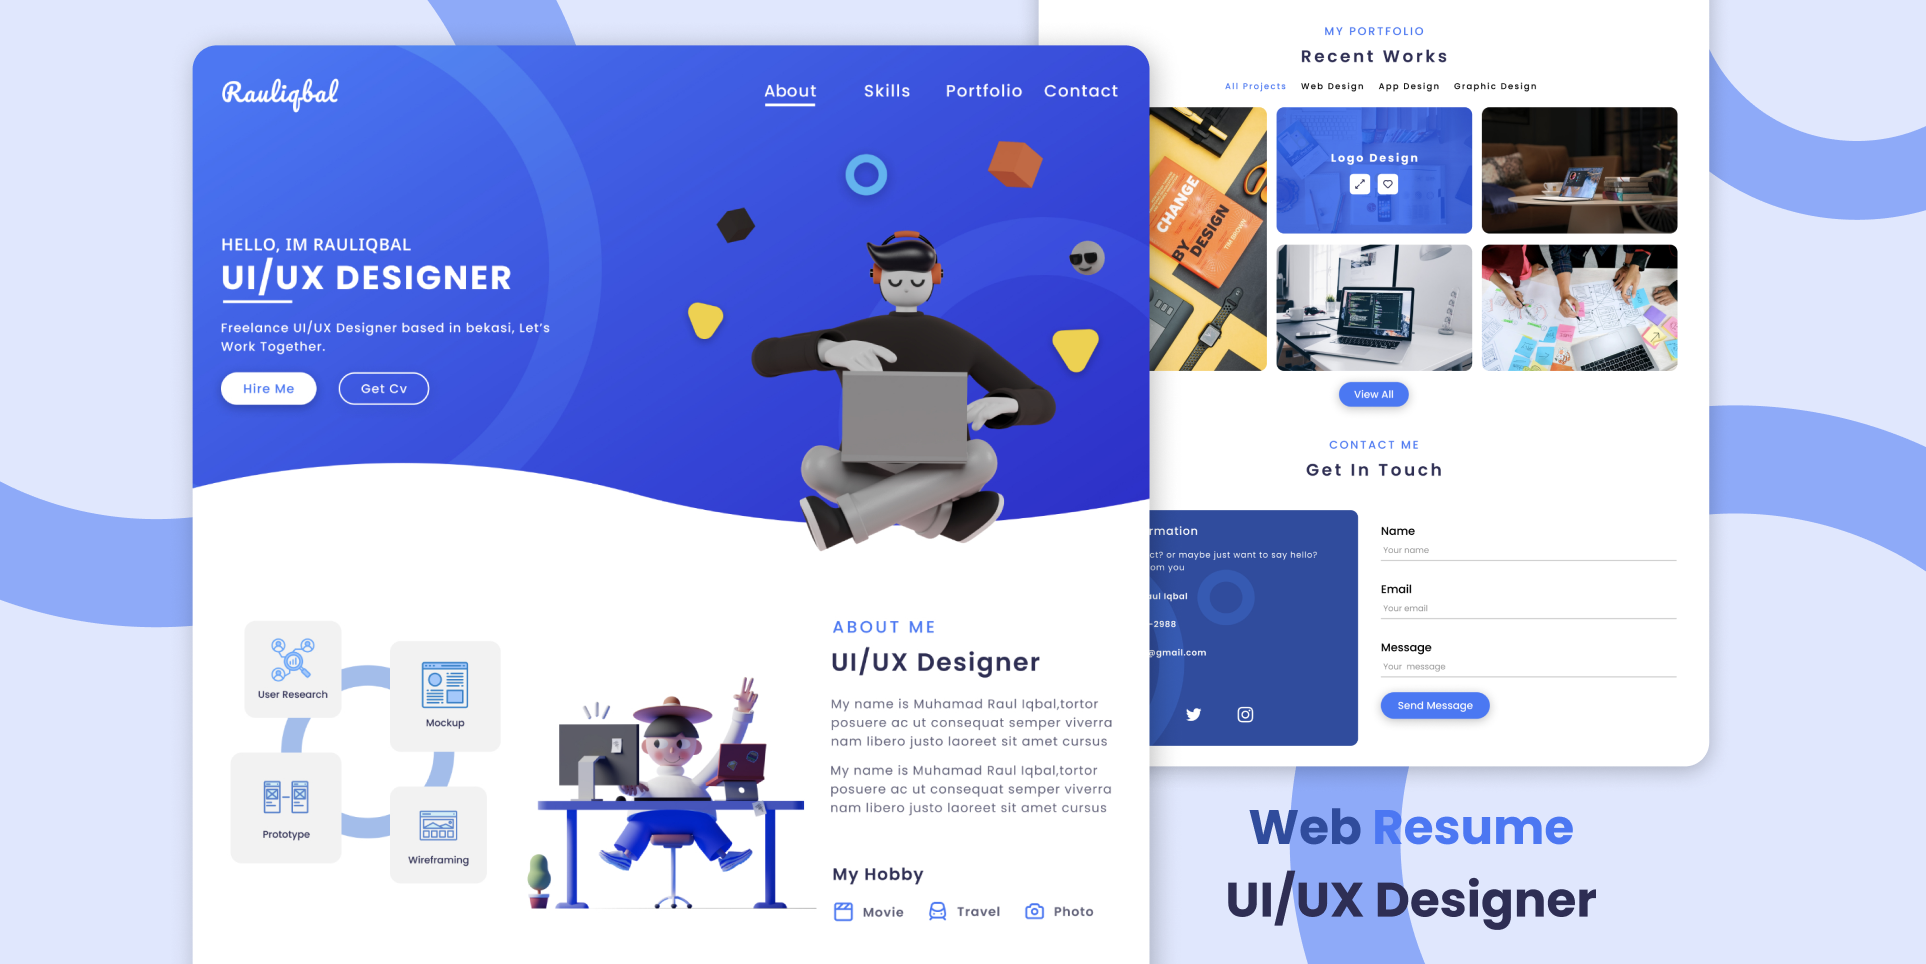 Rauliqbal
About
Skills
Portfolio
Contact
HELLO, IM RAULIQBAL
UI/UX DESIGNER
Freelance UI/UX Designer based in bekasi, Let's
Work Together.
Hire Me
Get Cv
User Research
Mockup
Prototype
Wireframing
ABOUT ME
UI/UX Designer
My name is Muhamad Raul Iqbal,tortor
posuere ac ut consequat semper viverra
nam libero justo laoreet sit amet cursus
My name is Muhamad Raul Iqbal,tortor
posuere ac ut consequat semper viverra
nam libero justo laoreet sit amet cursus
My Hobby
Movie
Travel
Photo
MY PORTFOLIO
Recent Works
All Projects
Web Design
App Design
Graphic Design
CHANGE
BY
DESIGN
TIM BROWN
Logo Design
View All
CONTACT ME
Get In Touch
rmation
ct? or maybe just want to say hello?
om you
aul Iqbal
-2988
@gmail.com
Name
Your name
Email
Your email
Message
Your message
Send Message
Web Resume
UI/UX Designer